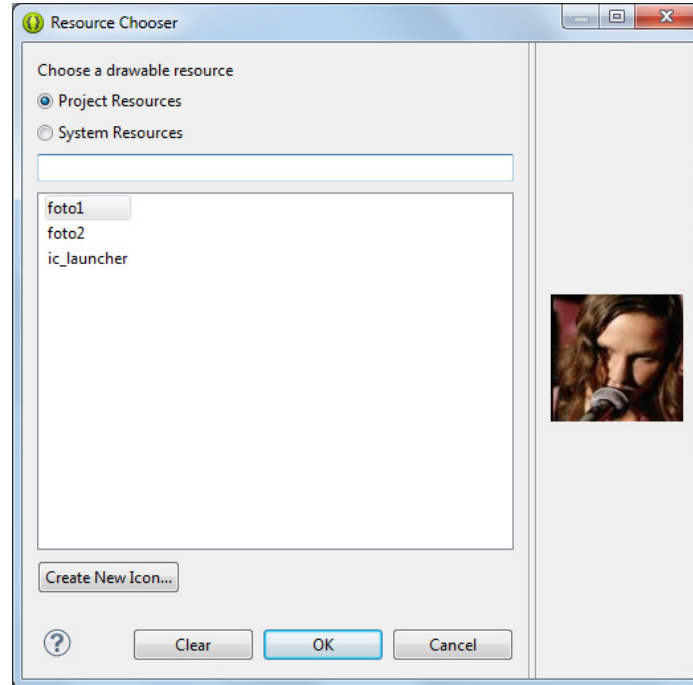 Resource Chooser
Choose a drawable resource
Project Resources
System Resources
foto1
foto2
ic_launcher
Create New Icon...
?
Clear
OK
Cancel